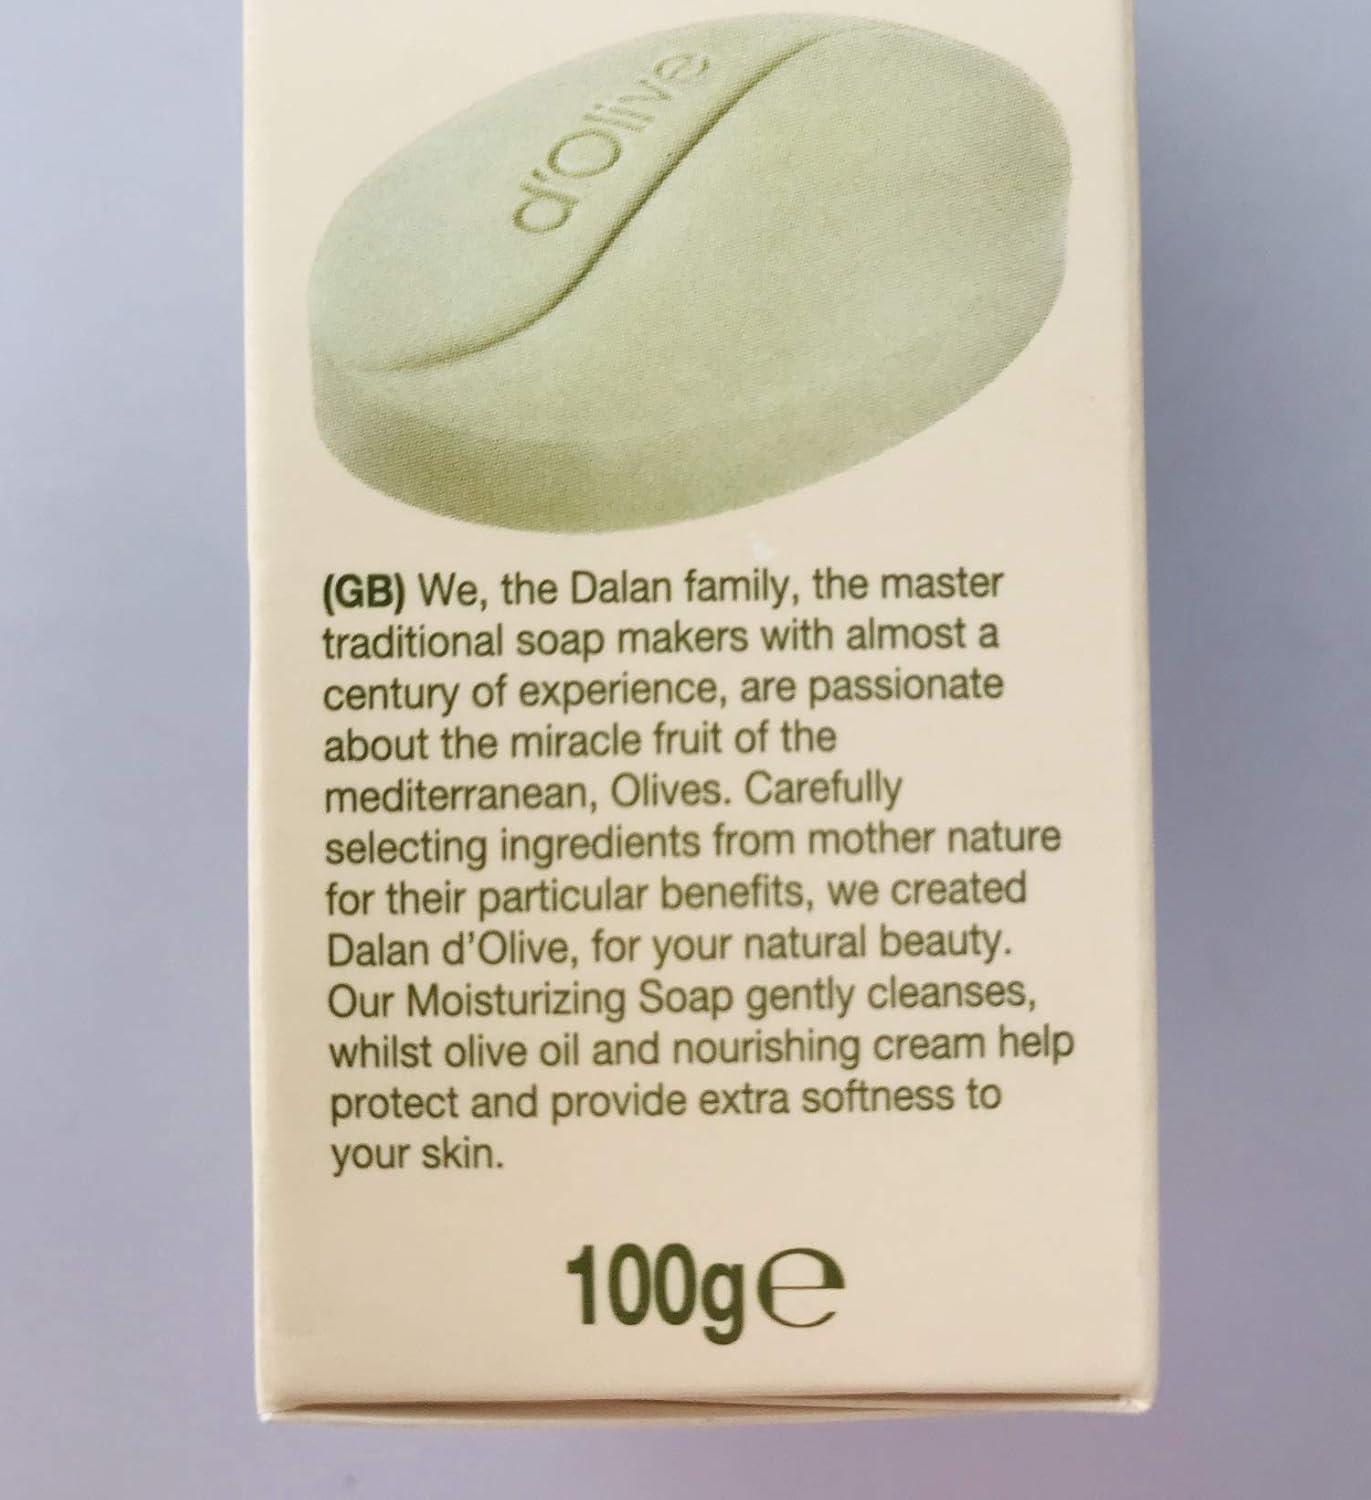 d'Olive
(GB) We, the Dalan family, the master
traditional soap makers with almost a
century of experience, are passionate
about the miracle fruit of the
mediterranean, Olives. Carefully
selecting ingredients from mother nature
for their particular benefits, we created
Dalan d'Olive, for your natural beauty.
Our Moisturizing Soap gently cleanses,
whilst olive oil and nourishing cream help
protect and provide extra softness to
your skin.
100g℮